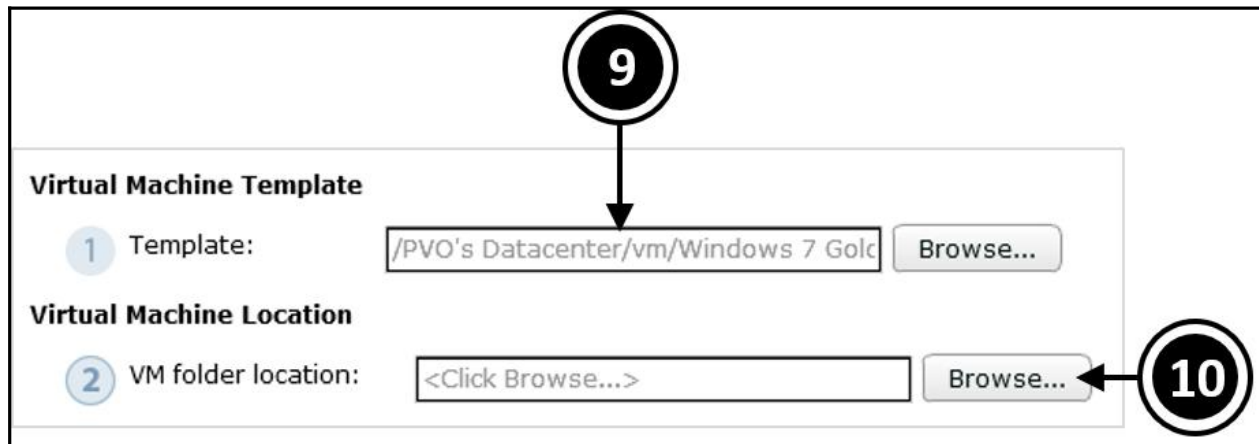 9
Virtual Machine Template
1 Template: /PVO's Datacenter/vm/Windows 7 Gold Browse...
Virtual Machine Location
2 VM folder location: <Click Browse...> Browse... 10